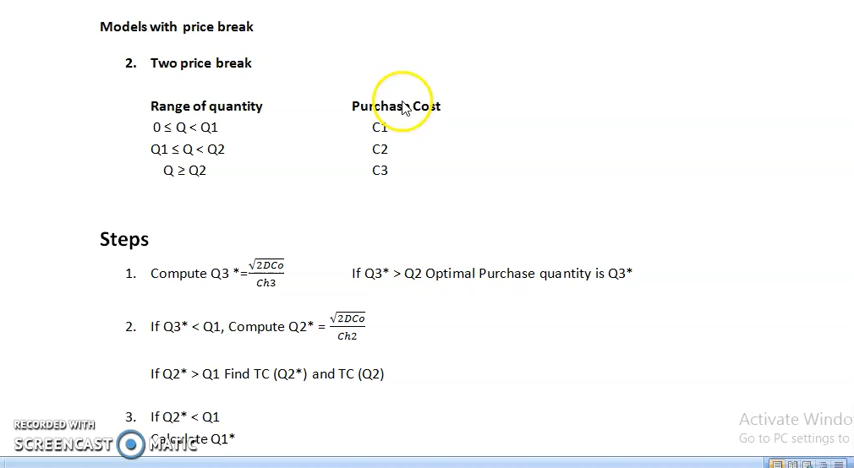 Models with price break
2. Two price break
Range of quantity Purchase Cost
0 ≤ Q < Q1 C1
Q1 ≤ Q < Q2 C2
Q ≥ Q2 C3
Steps
1. Compute Q3 *=√2DCo/Ch3 If Q3* > Q2 Optimal Purchase quantity is Q3*
2. If Q3* < Q1, Compute Q2* = √2DCo/Ch2
If Q2* > Q1 Find TC (Q2*) and TC (Q2)
3. If Q2* < Q1
Calculate Q1*
RECORDED WITH
SCREENCAST MATIC
Activate Windo
Go to PC settings to